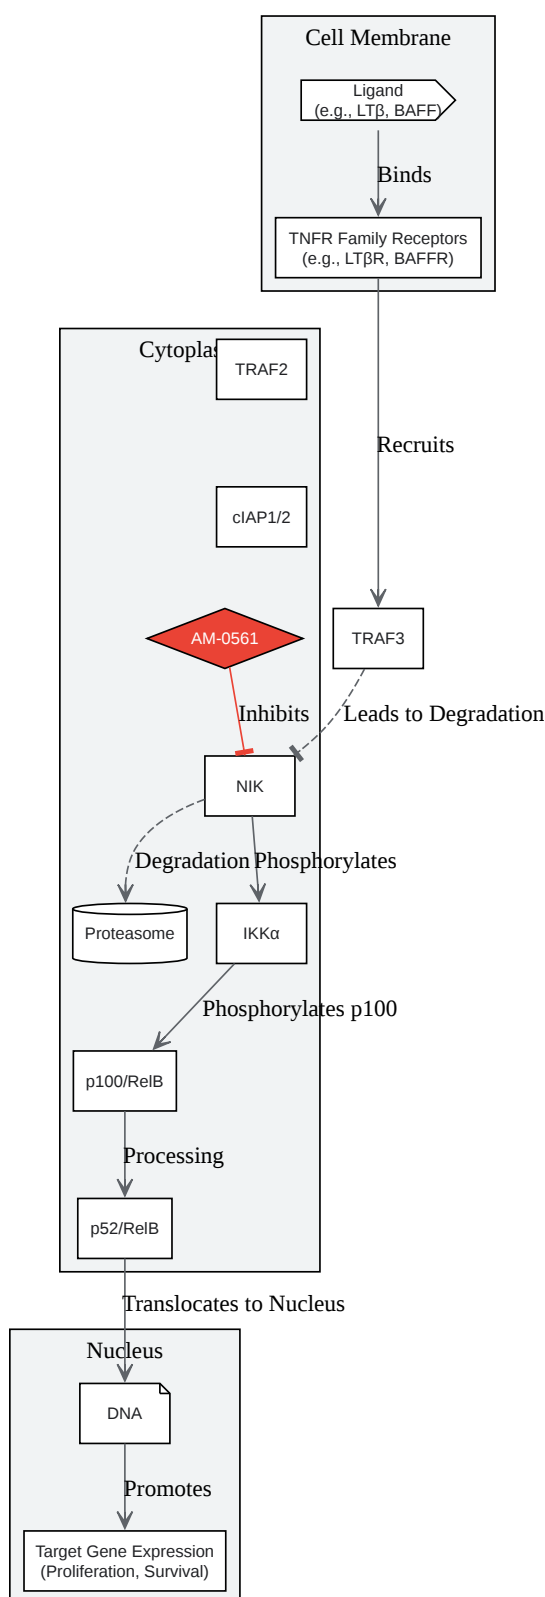 Cell Membrane
Ligand
(e.g., LTβ, BAFF)
Binds
TNFR Family Receptors
(e.g., LTβR, BAFFR)
Cytoplas
TRAF2
Recruits
cIAP1/2
AM-0561
TRAF3
Inhibits
Leads to Degradation
NIK
Degradation
Phosphorylates
Proteasome
IKKα
Phosphorylates p100
p100/RelB
Processing
p52/RelB
Translocates to Nucleus
Nucleus
DNA
Promotes
Target Gene Expression
(Proliferation, Survival)